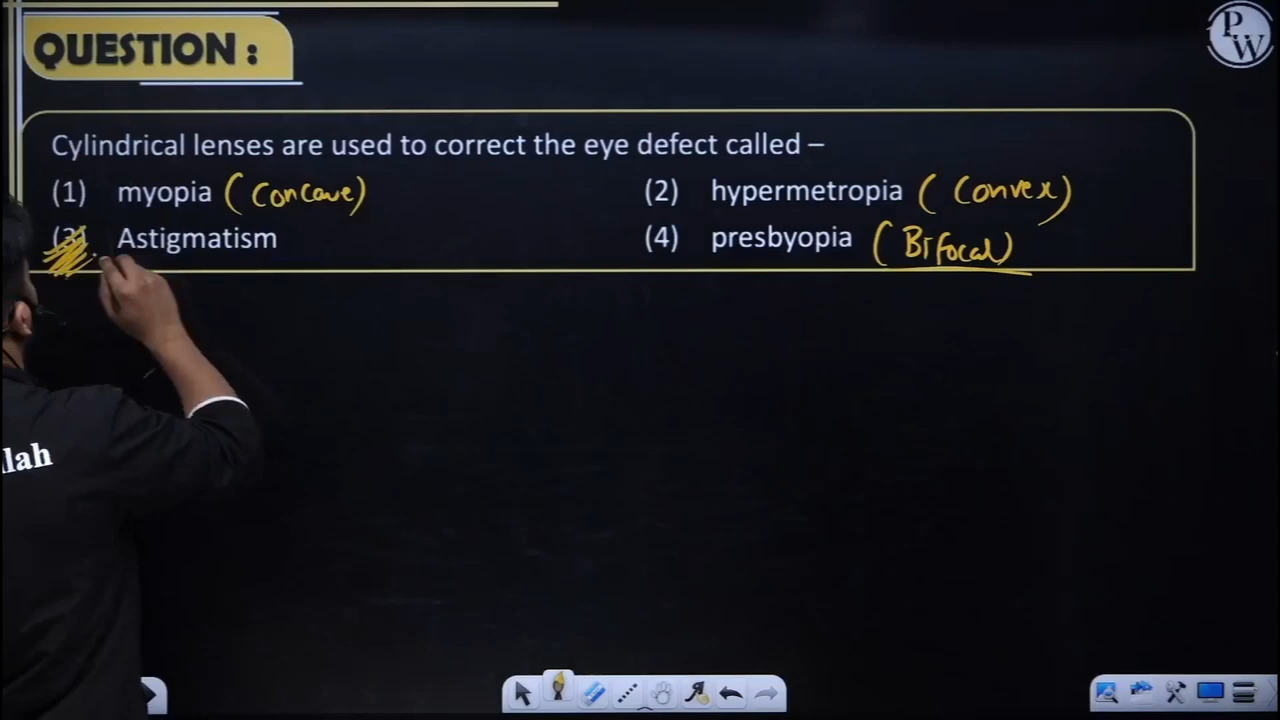 QUESTION :
PW
Cylindrical lenses are used to correct the eye defect called –
(1) myopia (Concave) (2) hypermetropia (Convex)
Astigmatism (4) presbyopia (Bifocal)
lah